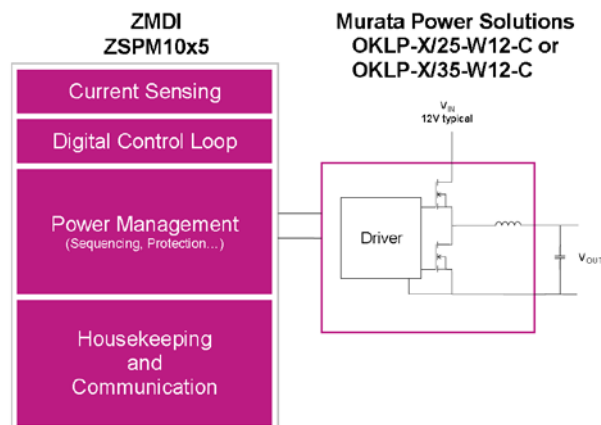 ZMDI
ZSPM10x5
Current Sensing
Digital Control Loop
Power Management
(Sequencing, Protection...)
Housekeeping
and
Communication
Murata Power Solutions
OKLP-X/25-W12-C or
OKLP-X/35-W12-C
VIN
12V typical
Driver
VOUT